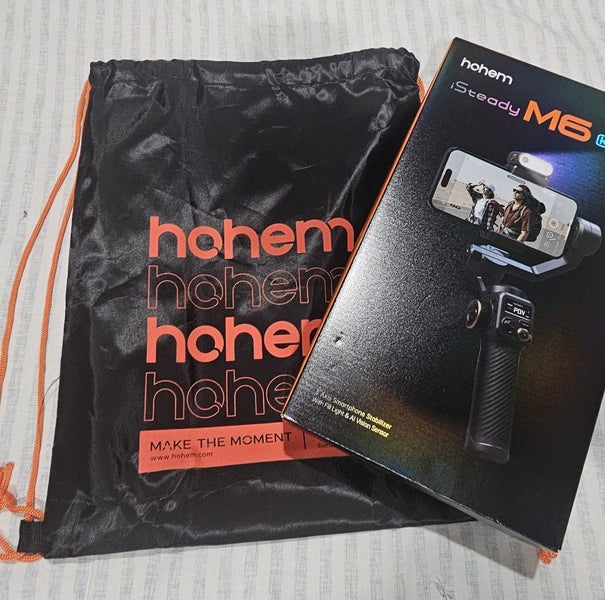 hohem
hohem
hohem
hohe
MAKE THE MOMENT
www.hohem.com
hohem
iSteady M6
POV
3-Axis Smartphone Stabilizer
with Fill Light & AI Vision Sensor